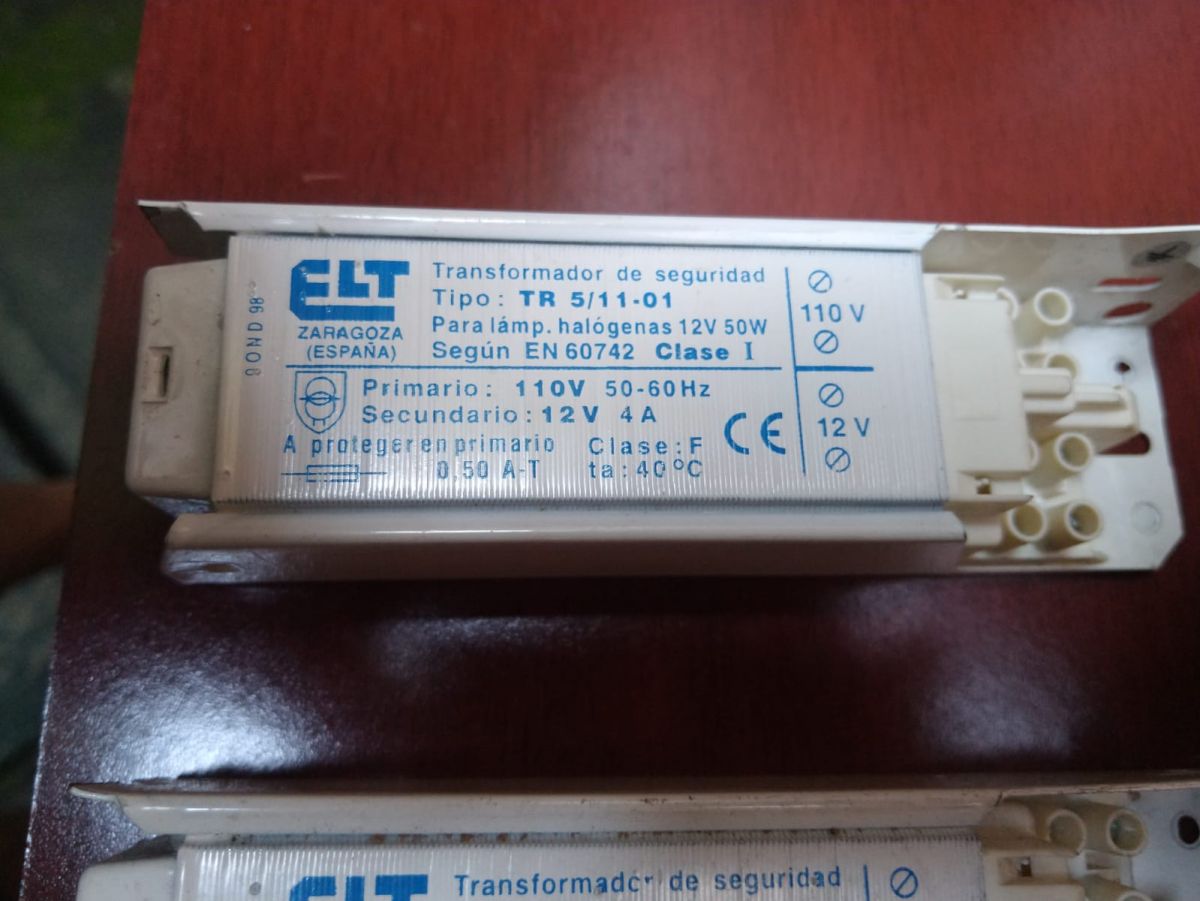 ELT
ZARAGOZA
(ESPAÑA)
Transformador de seguridad
Tipo: TR 5/11-01
Para lámp. halógenas 12V 50W
Según EN 60742 Clase I
Primario: 110V 50-60Hz
Secundario: 12V 4A
A proteger en primario
0,50 A-T
Clase: F
ta: 40ºC
CE
110 V
12 V
ELT
Transformador de seguridad